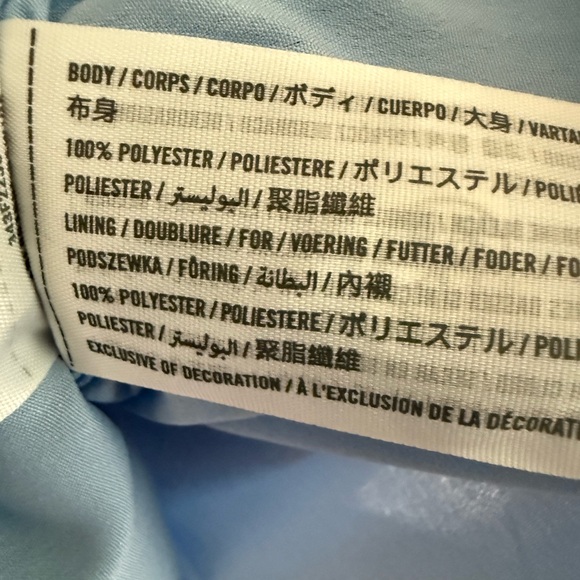 BODY / CORPS / CORPO / ボディ / CUERPO / 大身 / VARTA
布身
100% POLYESTER / POLIESTERE / ポリエステル / POLI
POLIESTER / البوليستر / 聚脂纖維
LINING / DOUBLURE / FOR / VOERING / FUTTER / FODER / FO
PODSZEWKA / FÔRING / البطانة / 內襯
100% POLYESTER / POLIESTERE / ポリエステル / POLI
POLIESTER / البوليستر / 聚脂纖維
EXCLUSIVE OF DECORATION / À L'EXCLUSION DE LA DÉCORATI